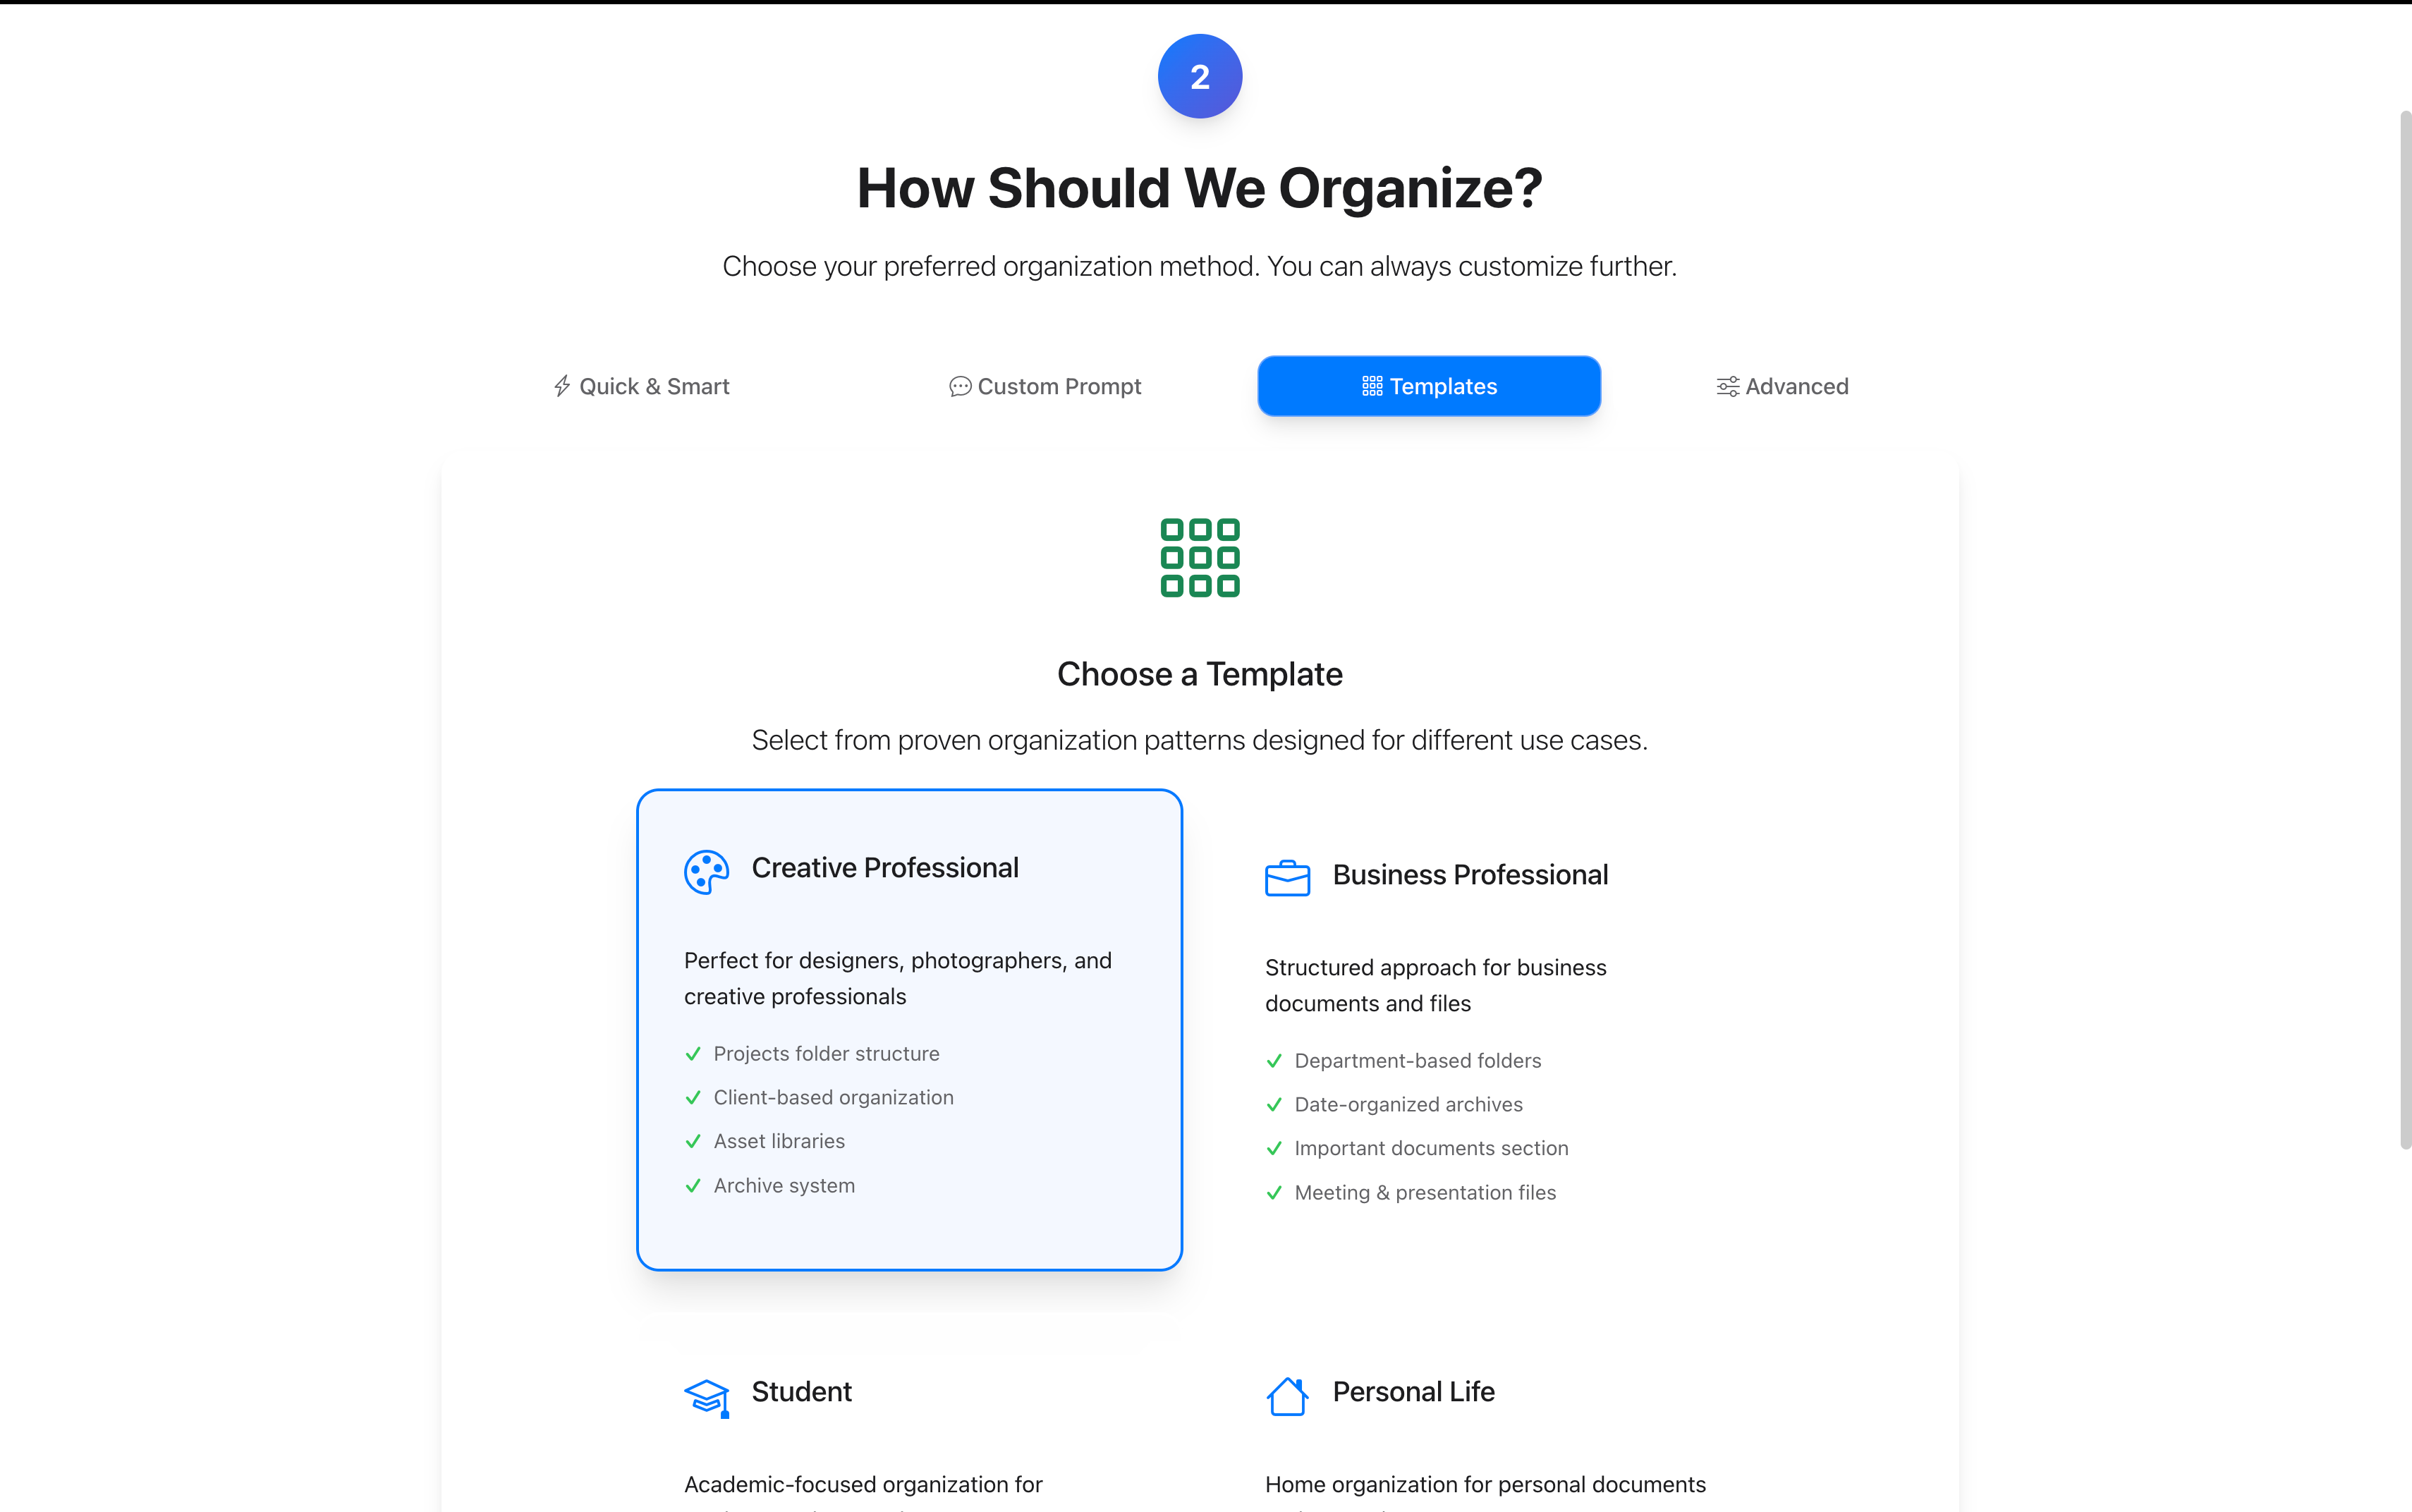 2
How Should We Organize?
Choose your preferred organization method. You can always customize further.
Quick & Smart
Custom Prompt
Templates
Advanced
Choose a Template
Select from proven organization patterns designed for different use cases.
Creative Professional
Perfect for designers, photographers, and
creative professionals
Projects folder structure
Client-based organization
Asset libraries
Archive system
Business Professional
Structured approach for business
documents and files
Department-based folders
Date-organized archives
Important documents section
Meeting & presentation files
Student
Academic-focused organization for
Personal Life
Home organization for personal documents